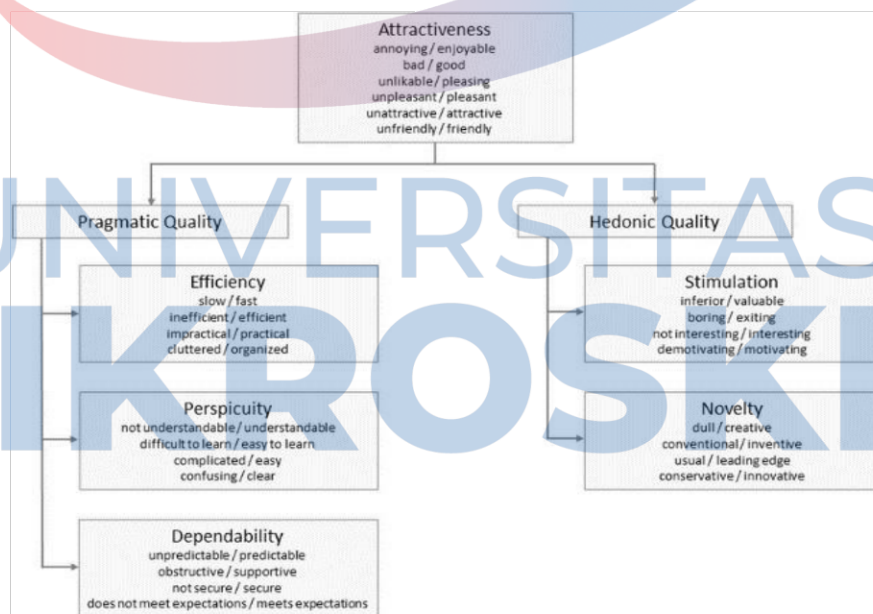 Attractiveness
annoying / enjoyable
bad / good
unlikable / pleasing
unpleasant / pleasant
unattractive / attractive
unfriendly / friendly
UNIVERSITAS
Pragmatic Quality
Hedonic Quality
Efficiency
slow / fast
inefficient / efficient
impractical / practical
cluttered / organized
Stimulation
inferior / valuable
boring / exiting
not interesting / interesting
demotivating / motivating
IKROSKI
Perspicuity
not understandable / understandable
difficult to learn / easy to learn
complicated / easy
confusing / clear
Novelty
dull / creative
conventional / inventive
usual / leading edge
conservative / innovative
Dependability
unpredictable / predictable
obstructive / supportive
not secure / secure
does not meet expectations / meets expectations